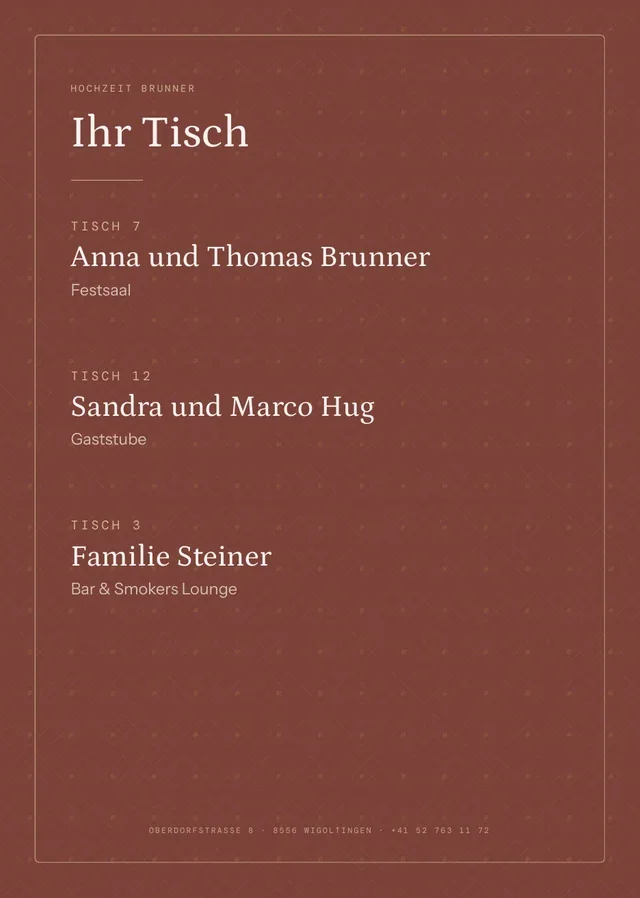 HOCHZEIT BRUNNER
Ihr Tisch
TISCH 7
Anna und Thomas Brunner
Festsaal
TISCH 12
Sandra und Marco Hug
Gaststube
TISCH 3
Familie Steiner
Bar & Smokers Lounge
OBERDORFSTRASSE 8 · 8556 WIGOLTINGEN · +41 52 763 11 72